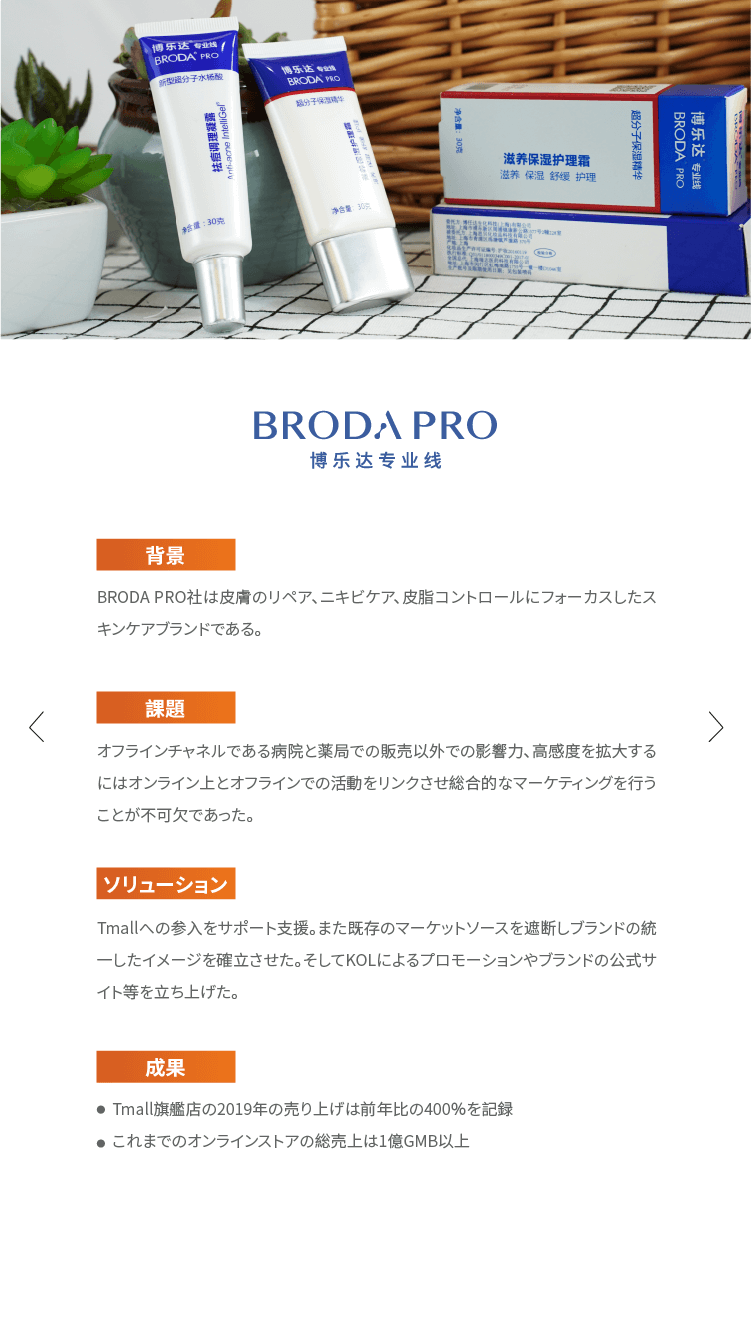 博乐达 专业线
BRODA PRO
新型超分子水杨酸
祛痘调理凝露
Anti-acne IntelliGel
净含量:30克
博乐达 专业线
BRODA PRO
超分子保湿精华
净含量:30克
净含量:30克
滋养保湿护理霜
滋养 保湿 舒缓 护理
超分子保湿精华
博乐达 专业线
BRODA PRO
BRODA PRO
博乐达专业线
背景
BRODA PRO社は皮膚のリペア、ニキビケア、皮脂コントロールにフォーカスしたス
キンケアブランドである。
課題
オフラインチャネルである病院と薬局での販売以外での影響力、高感度を拡大する
にはオンライン上とオフラインでの活動をリンクさせ総合的なマーケティングを行う
ことが不可欠であった。
ソリューション
Tmallへの参入をサポート支援。また既存のマーケットソースを遮断しブランドの統
一したイメージを確立させた。そしてKOLによるプロモーションやブランドの公式サ
イト等を立ち上げた。
成果
● Tmall旗艦店の2019年の売り上げは前年比の400%を記録
● これまでのオンラインストアの総売上は1億GMB以上